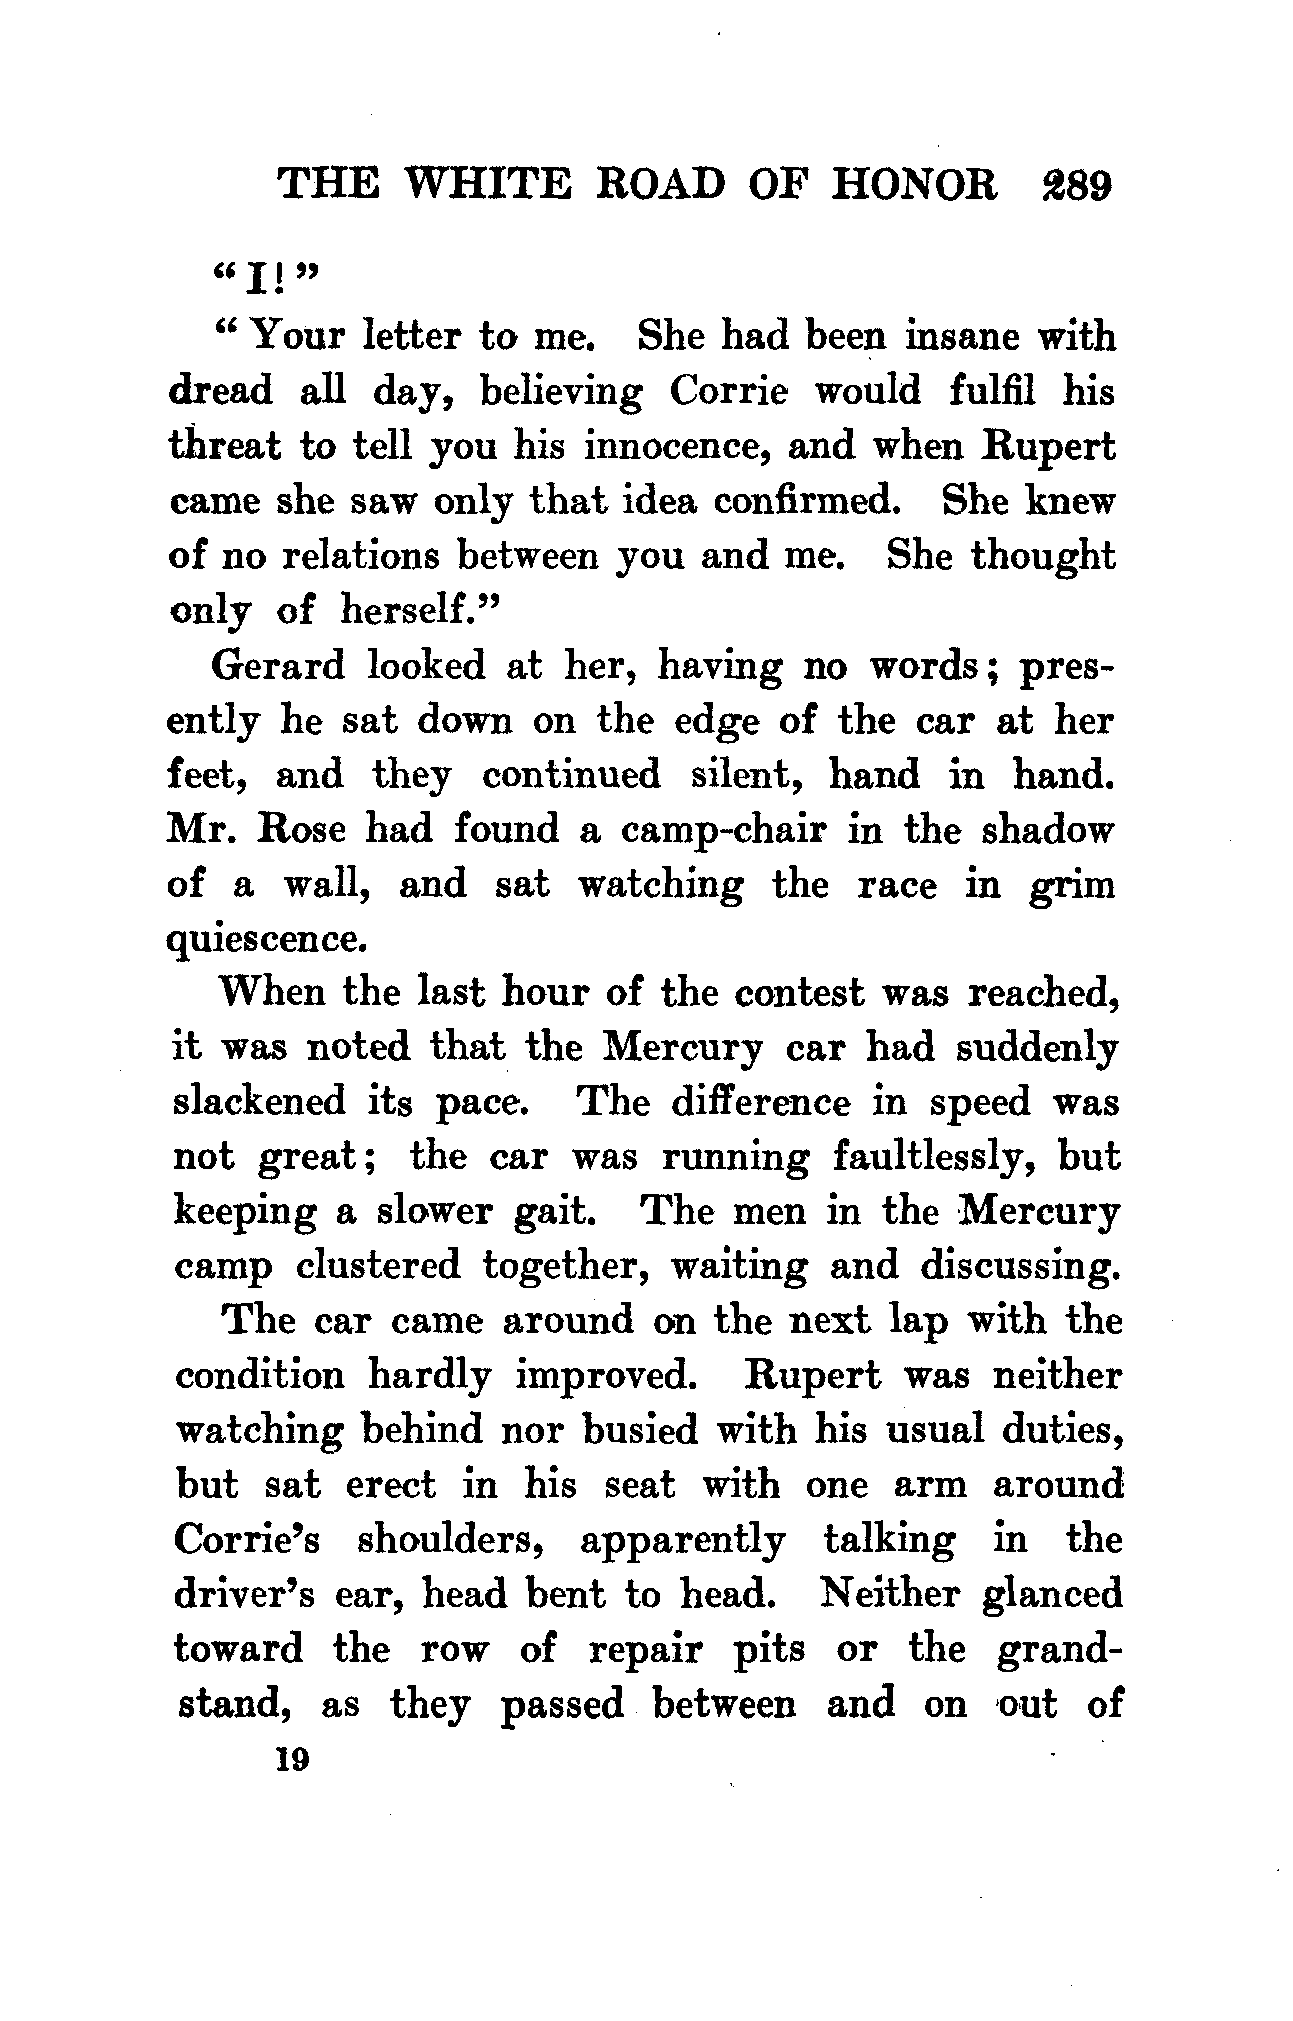 THE WHITE ROAD OF HONOR 289
"I!"
"Your letter to me. She had been insane with
dread all day, believing Corrie would fulfil his
threat to tell you his innocence, and when Rupert
came she saw only that idea confirmed. She knew
of no relations between you and me. She thought
only of herself."
Gerard looked at her, having no words; pres-
ently he sat down on the edge of the car at her
feet, and they continued silent, hand in hand.
Mr. Rose had found a camp-chair in the shadow
of a wall, and sat watching the race in grim
quiescence.
When the last hour of the contest was reached,
it was noted that the Mercury car had suddenly
slackened its pace. The difference in speed was
not great; the car was running faultlessly, but
keeping a slower gait. The men in the Mercury
camp clustered together, waiting and discussing.
The car came around on the next lap with the
condition hardly improved. Rupert was neither
watching behind nor busied with his usual duties,
but sat erect in his seat with one arm around
Corrie's shoulders, apparently talking in the
driver's ear, head bent to head. Neither glanced
toward the row of repair pits or the grand-
stand, as they passed between and on out of
19